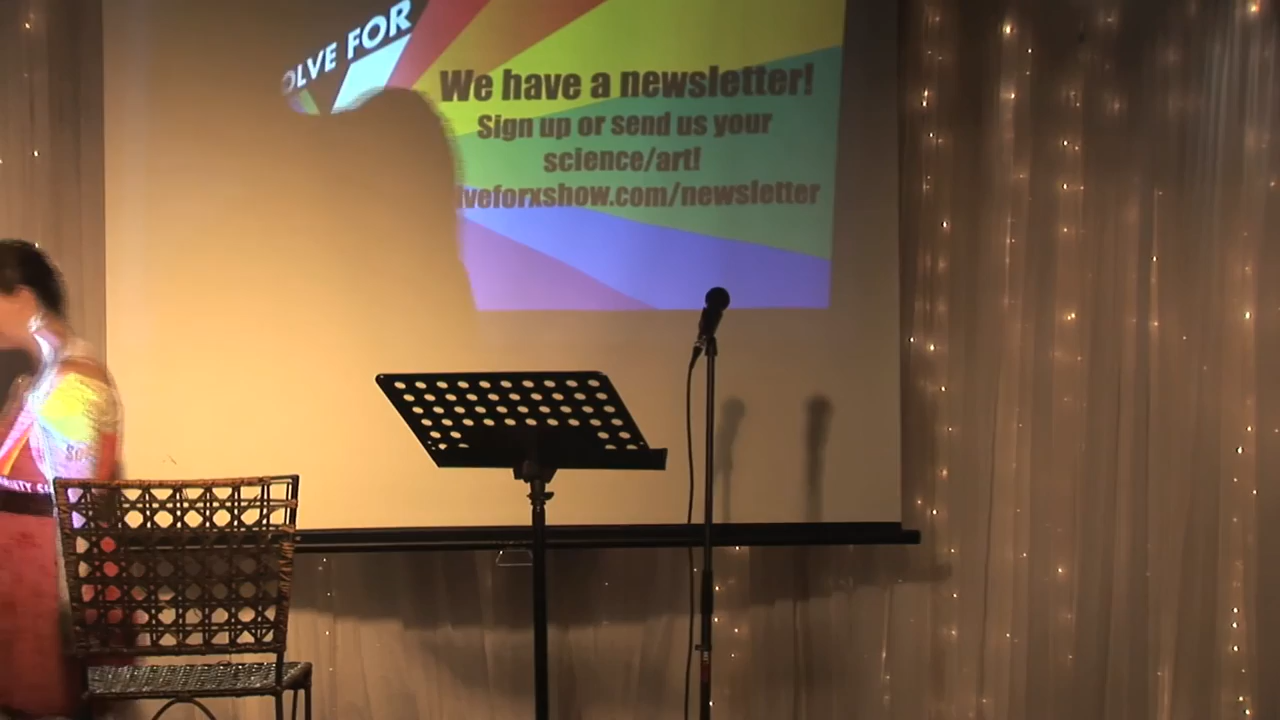 OLVE FOR
We have a newsletter!
Sign up or send us your
science/art!
lveforxshow.com/newsletter